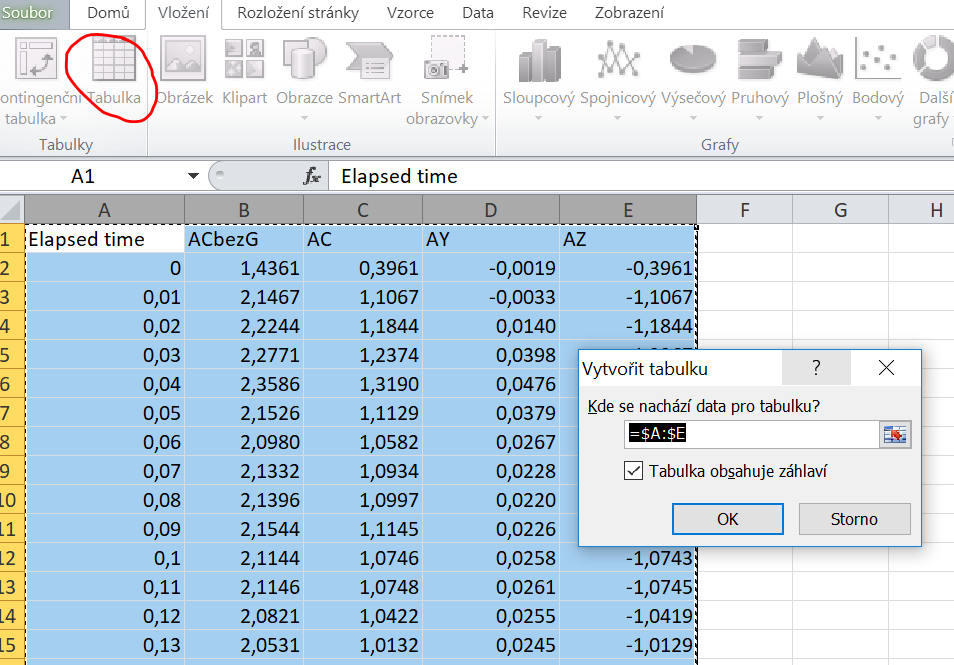 Soubor Domů Vložení Rozložení stránky Vzorce Data Revize Zobrazení
ontingenční tabulka
Tabulka
Obrázek
Klipart
Obrazce
SmartArt
Snímek obrazovky
Sloupcový
Spojnicový
Výsečový
Pruhový
Plošný
Bodový
Další grafy
Tabulky Ilustrace Grafy
A1 fx Elapsed time
A B C D E F G H
1 Elapsed time ACbezG AC AY AZ
2 0 1,4361 0,3961 -0,0019 -0,3961
3 0,01 2,1467 1,1067 -0,0033 -1,1067
4 0,02 2,2244 1,1844 0,0140 -1,1844
5 0,03 2,2771 1,2374 0,0398
6 0,04 2,3586 1,3190 0,0476
7 0,05 2,1526 1,1129 0,0379
8 0,06 2,0980 1,0582 0,0267
9 0,07 2,1332 1,0934 0,0228
10 0,08 2,1396 1,0997 0,0220
11 0,09 2,1544 1,1145 0,0226
12 0,1 2,1144 1,0746 0,0258 -1,0743
13 0,11 2,1146 1,0748 0,0261 -1,0745
14 0,12 2,0821 1,0422 0,0255 -1,0419
15 0,13 2,0531 1,0132 0,0245 -1,0129
Vytvořit tabulku ?
Kde se nachází data pro tabulku?
=$A:$E
Tabulka obsahuje záhlaví
OK Storno